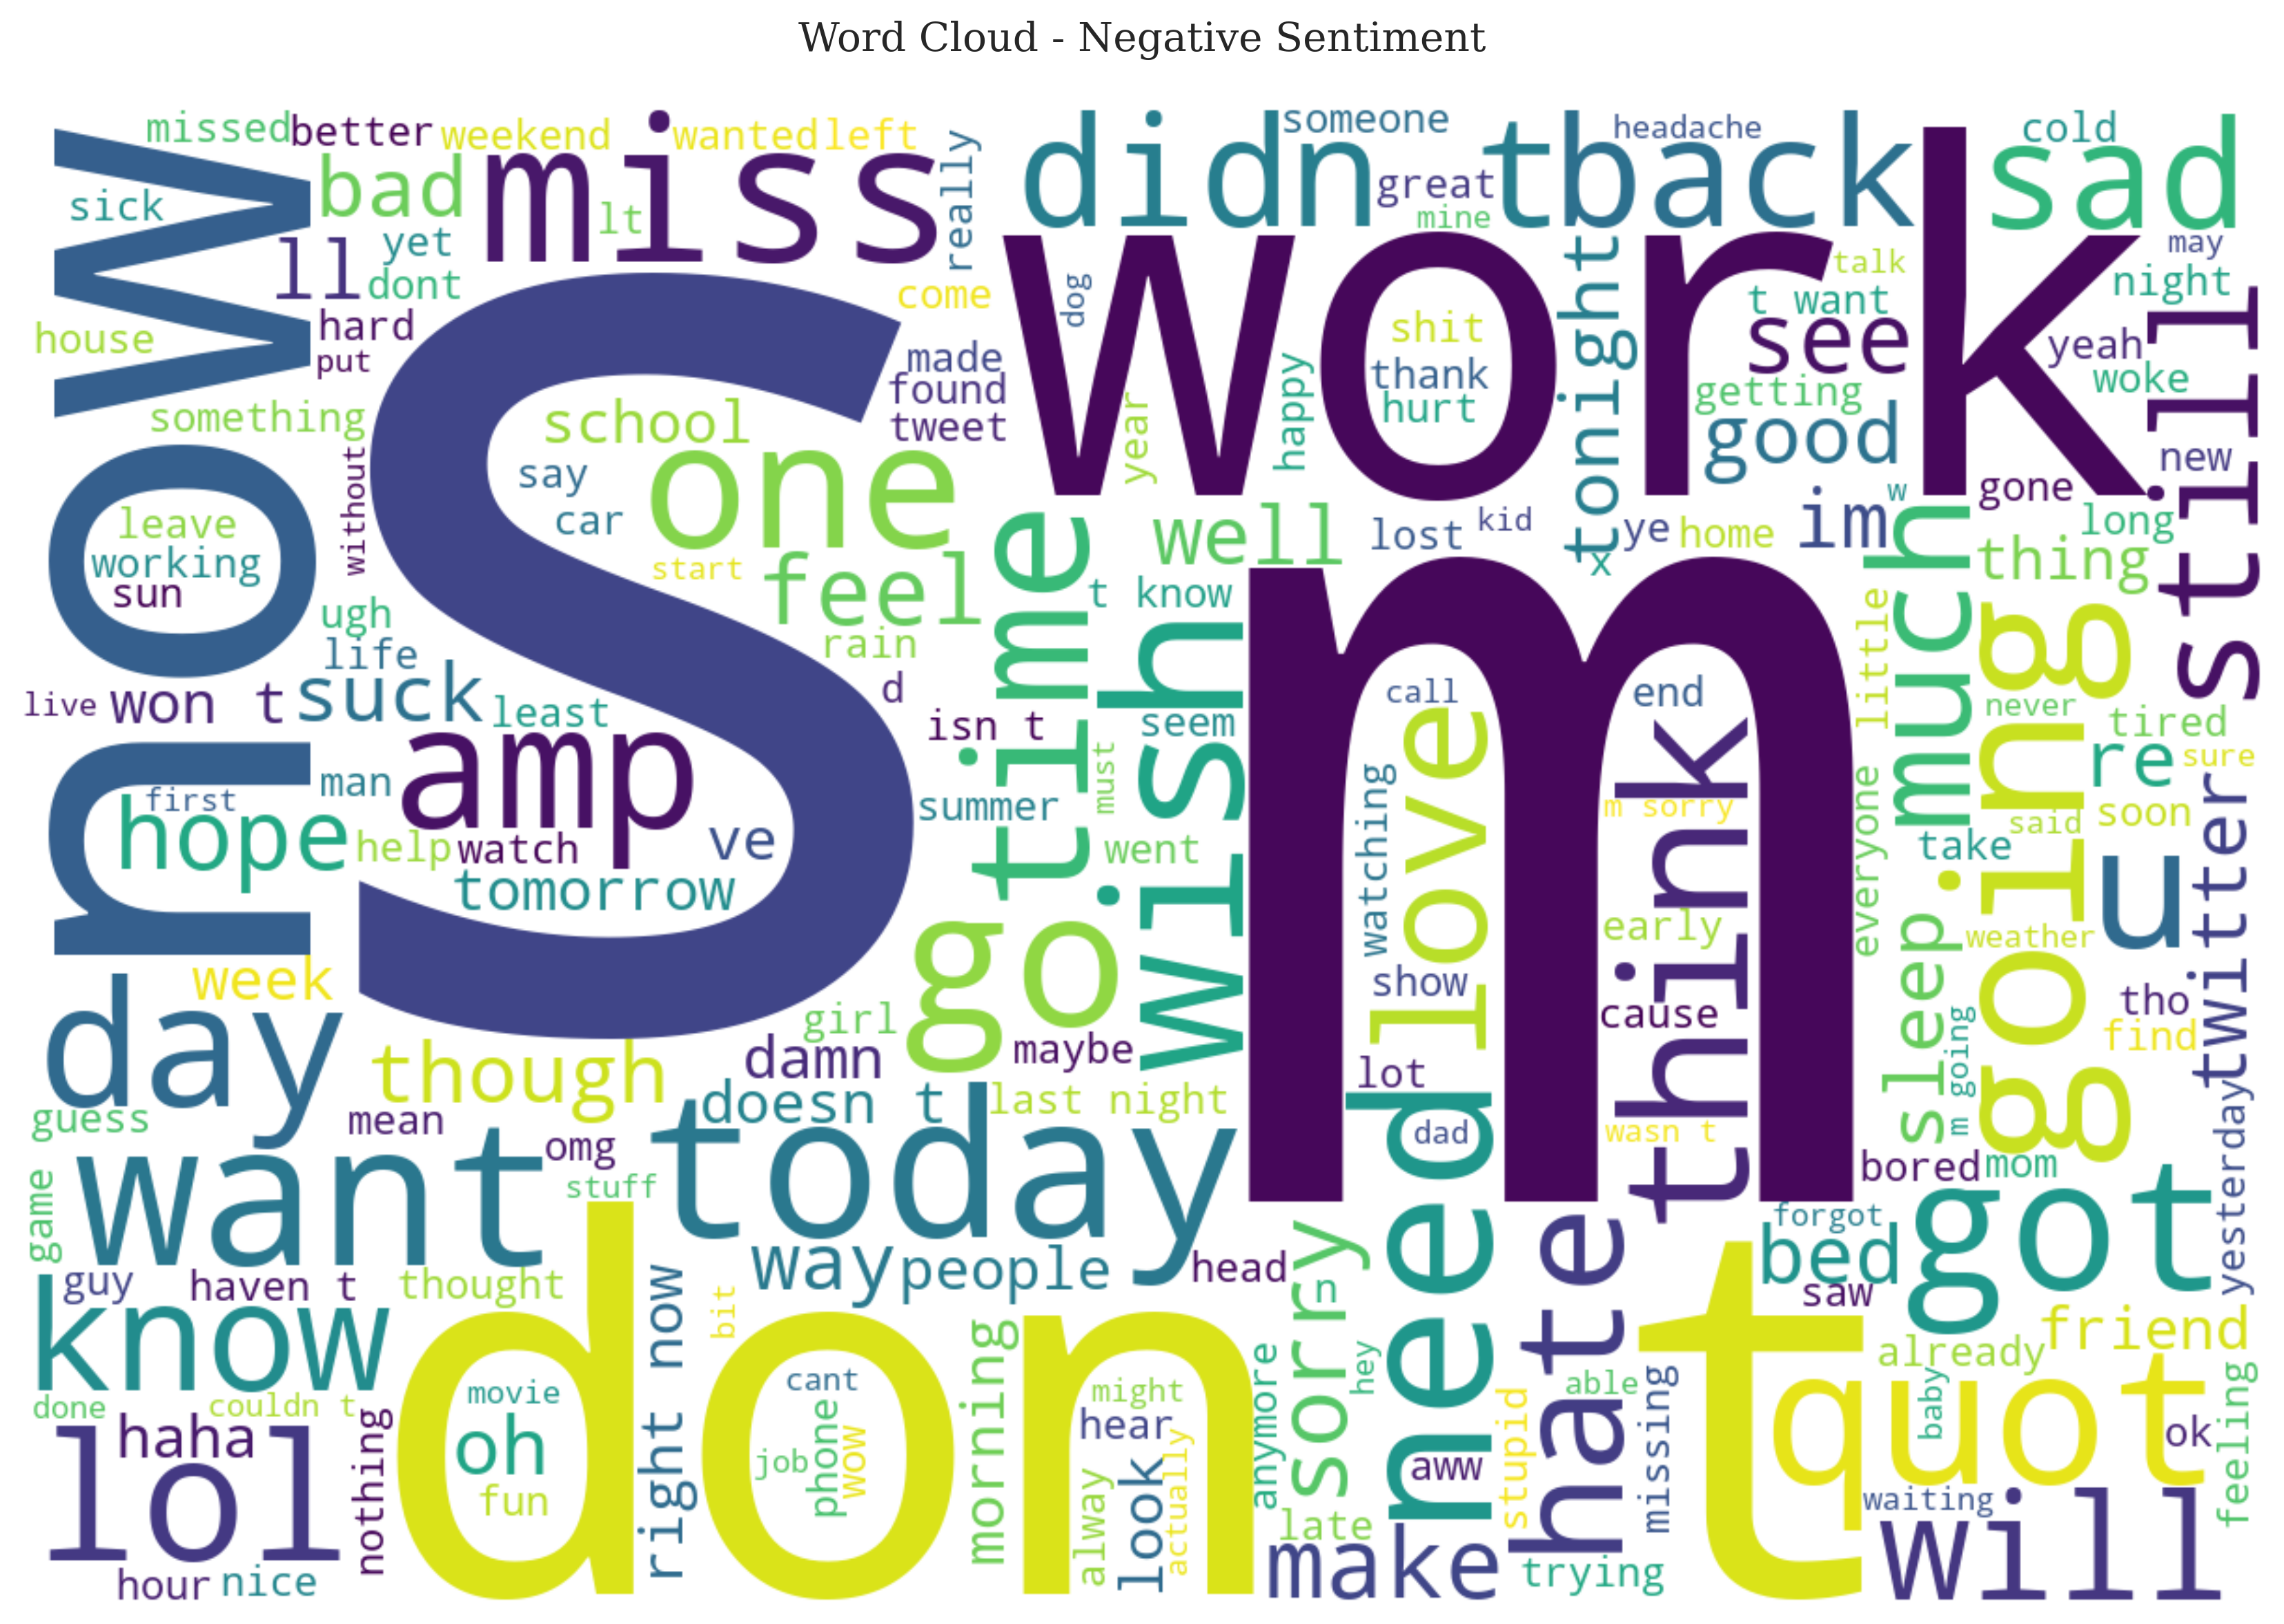 Word Cloud - Negative Sentiment
missed
better
weekend
miss
wanted
left
really
didn t
someone
back
headache
cold
sad
now
sick
bad
lt
great
mine
may
ll
yet
dont
come
dog
work
tonight
talk
t want
night
still
house
hard
put
S
made
found
tweet
year
happy
shit
thank
hurt
see
getting
good
yeah
woke
new
something
without
school
say
car
one
start
feel
time
well
lost
kid
x
ye
home
im
w
gone
long
thing
much
leave
working
sun
ugh
life
rain
d
t know
wish
m
little
going
live
won t
suck
least
amp
isn t
seem
must
call
love
end
think
never
tired
re
sure
twitter
man
first
hope
help
watch
ve
tomorrow
summer
went
watching
m sorry
everyone
take
said
soon
u
week
day
go
early
show
cause
sleep
weather
tho
find
m going
girl
though
damn
maybe
lot
guess
mean
doesn t
last night
need
dad
wasn t
bored
mom
yesterday
want
omg
stuff
today
game
guy
haven t
thought
way
people
head
sorry
n
hate
forgot
bed
saw
got
know
don t
right now
bit
morning
anymore
hey
already
friend
done
couldn t
movie
cant
might
able
missing
quot
baby
ok
feeling
lol
haha
nothing
oh
fun
job
phone
wow
hear
alway
look
actually
aww
stupid
waiting
will
hour
nice
late
make
trying